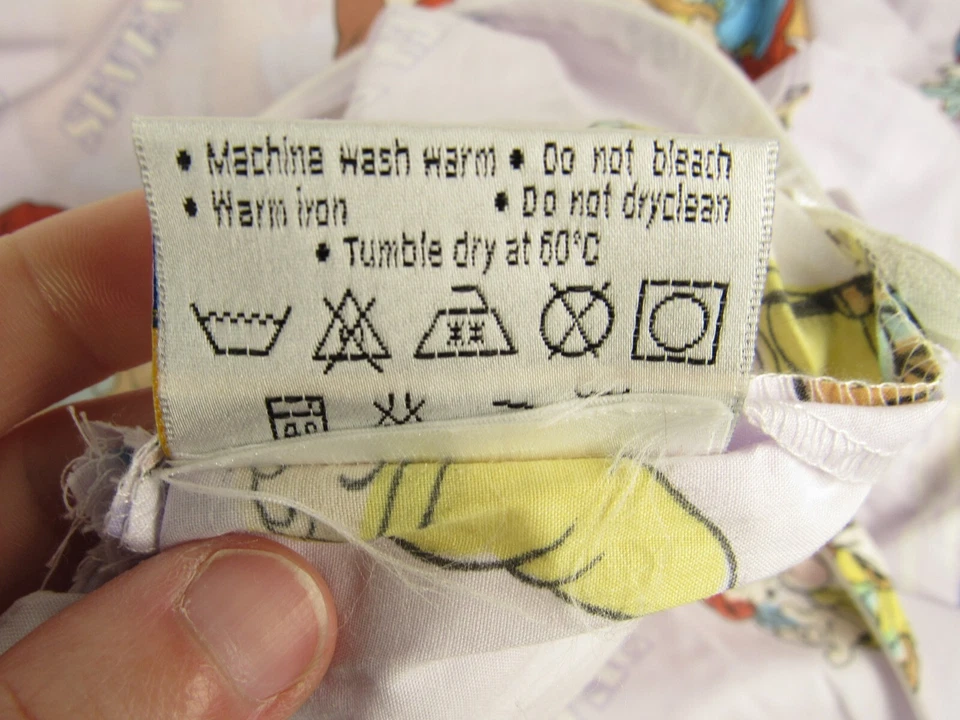 • Machine wash warm • Do not bleach
• Warm iron • Do not dryclean
• Tumble dry at 60°C